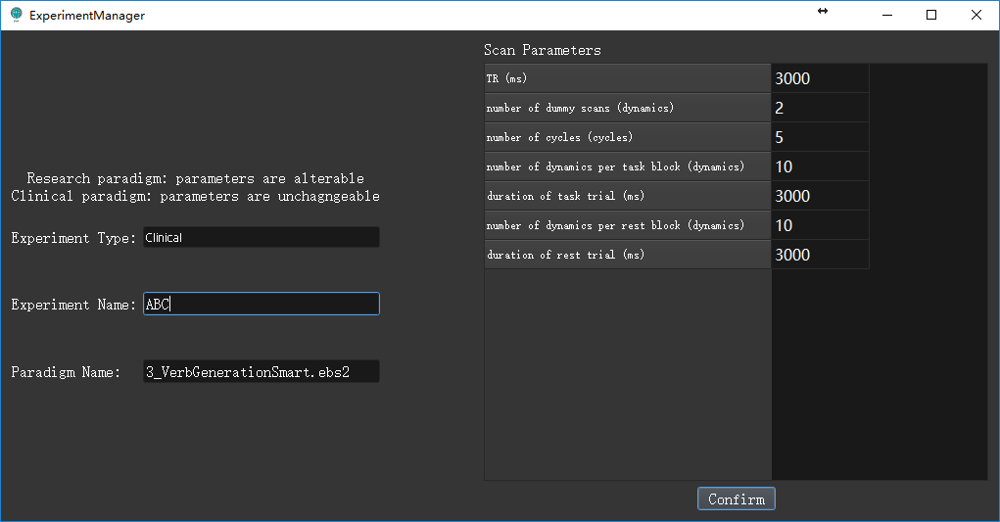 ExperimentManager
Research paradigm: parameters are alterable
Clinical paradigm: parameters are unchagngeable
Experiment Type: Clinical
Experiment Name: ABC
Paradigm Name: 3_VerbGenerationSmart.ebs2
Scan Parameters
TR (ms) 3000
number of dummy scans (dynamics) 2
number of cycles (cycles) 5
number of dynamics per task block (dynamics) 10
duration of task trial (ms) 3000
number of dynamics per rest block (dynamics) 10
duration of rest trial (ms) 3000
Confirm